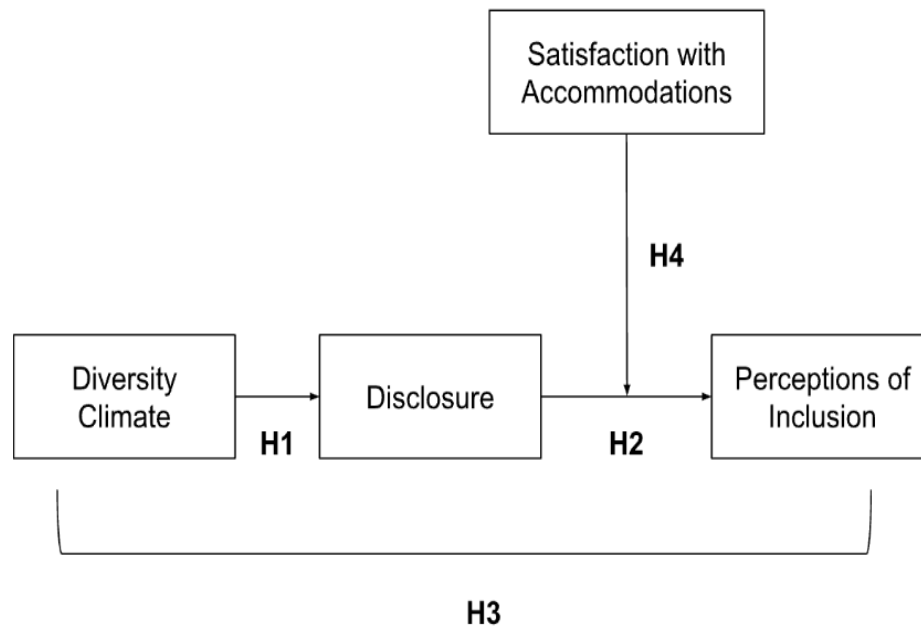 Satisfaction with
Accommodations
H4
Diversity
Climate
Disclosure
Perceptions of
Inclusion
H1
H2
H3